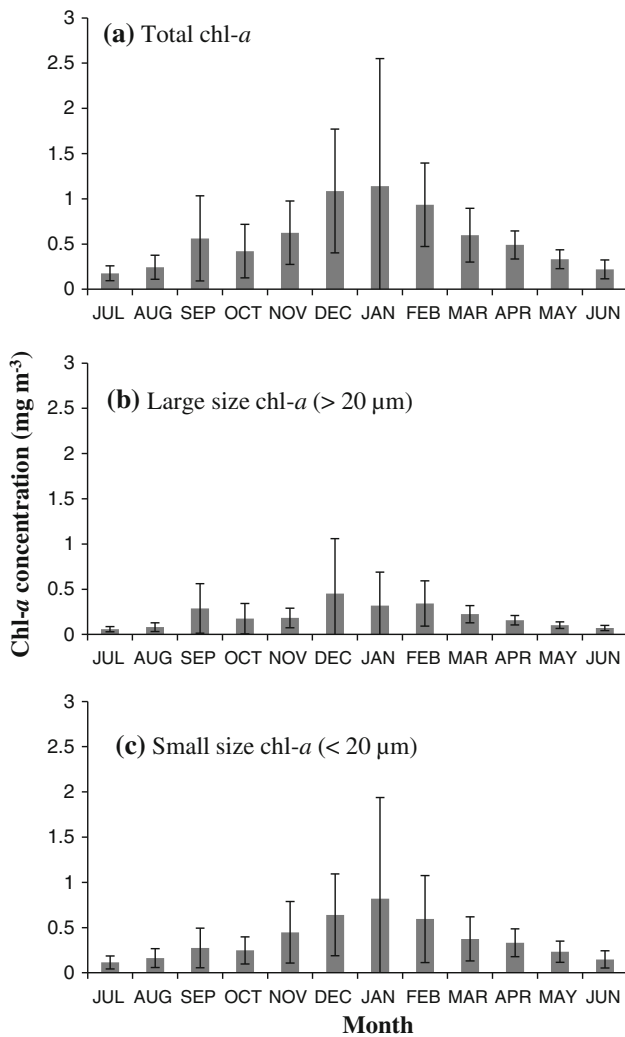 3
(a) Total chl-a
2.5
2
1.5
1
0.5
0
JUL AUG SEP OCT NOV DEC JAN FEB MAR APR MAY JUN
3
(b) Large size chl-a (> 20 µm)
2.5
2
1.5
1
0.5
0
JUL AUG SEP OCT NOV DEC JAN FEB MAR APR MAY JUN
3
(c) Small size chl-a (< 20 µm)
2.5
2
1.5
1
0.5
0
JUL AUG SEP OCT NOV DEC JAN FEB MAR APR MAY JUN
Chl-a concentration (mg m⁻³)
Month